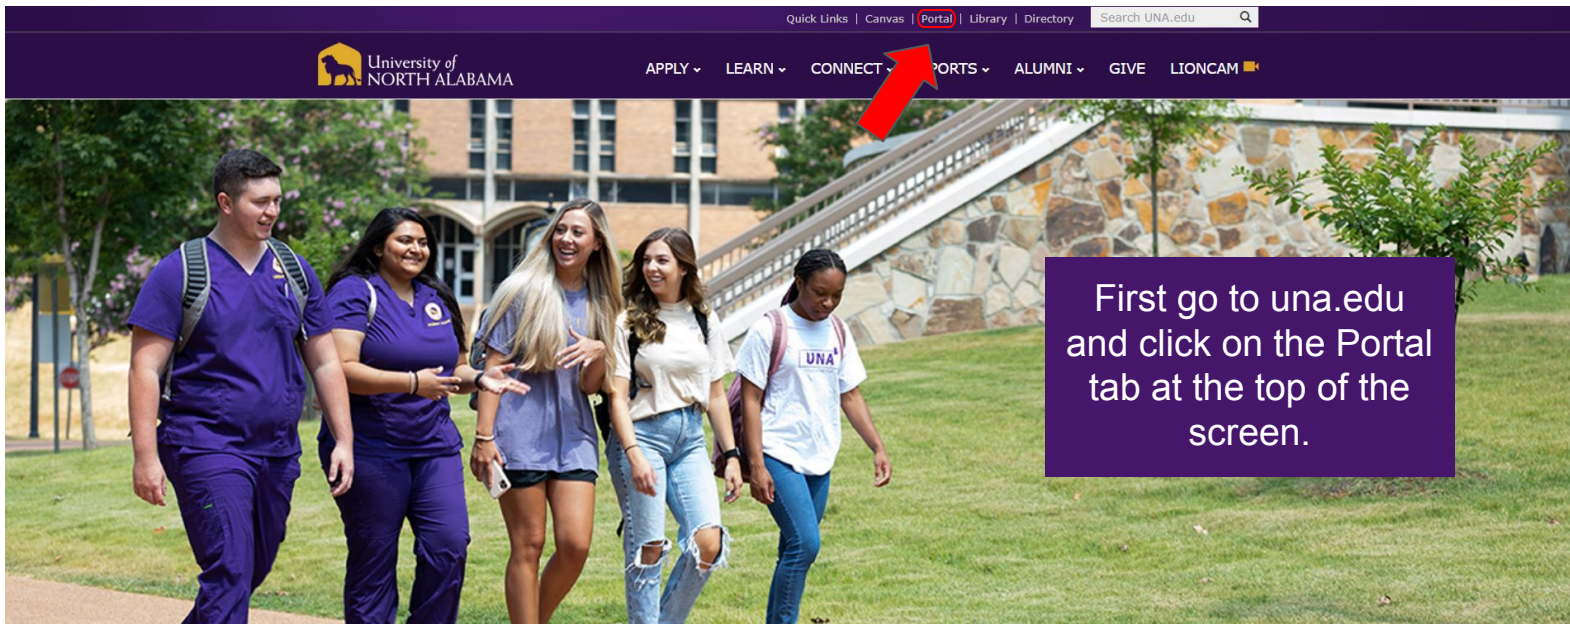 Quick Links | Canvas | Portal | Library | Directory Search UNA.edu
University of
NORTH ALABAMA
APPLY LEARN CONNECT PORTS ALUMNI GIVE LIONCAM
UNA
First go to una.edu
and click on the Portal
tab at the top of the
screen.